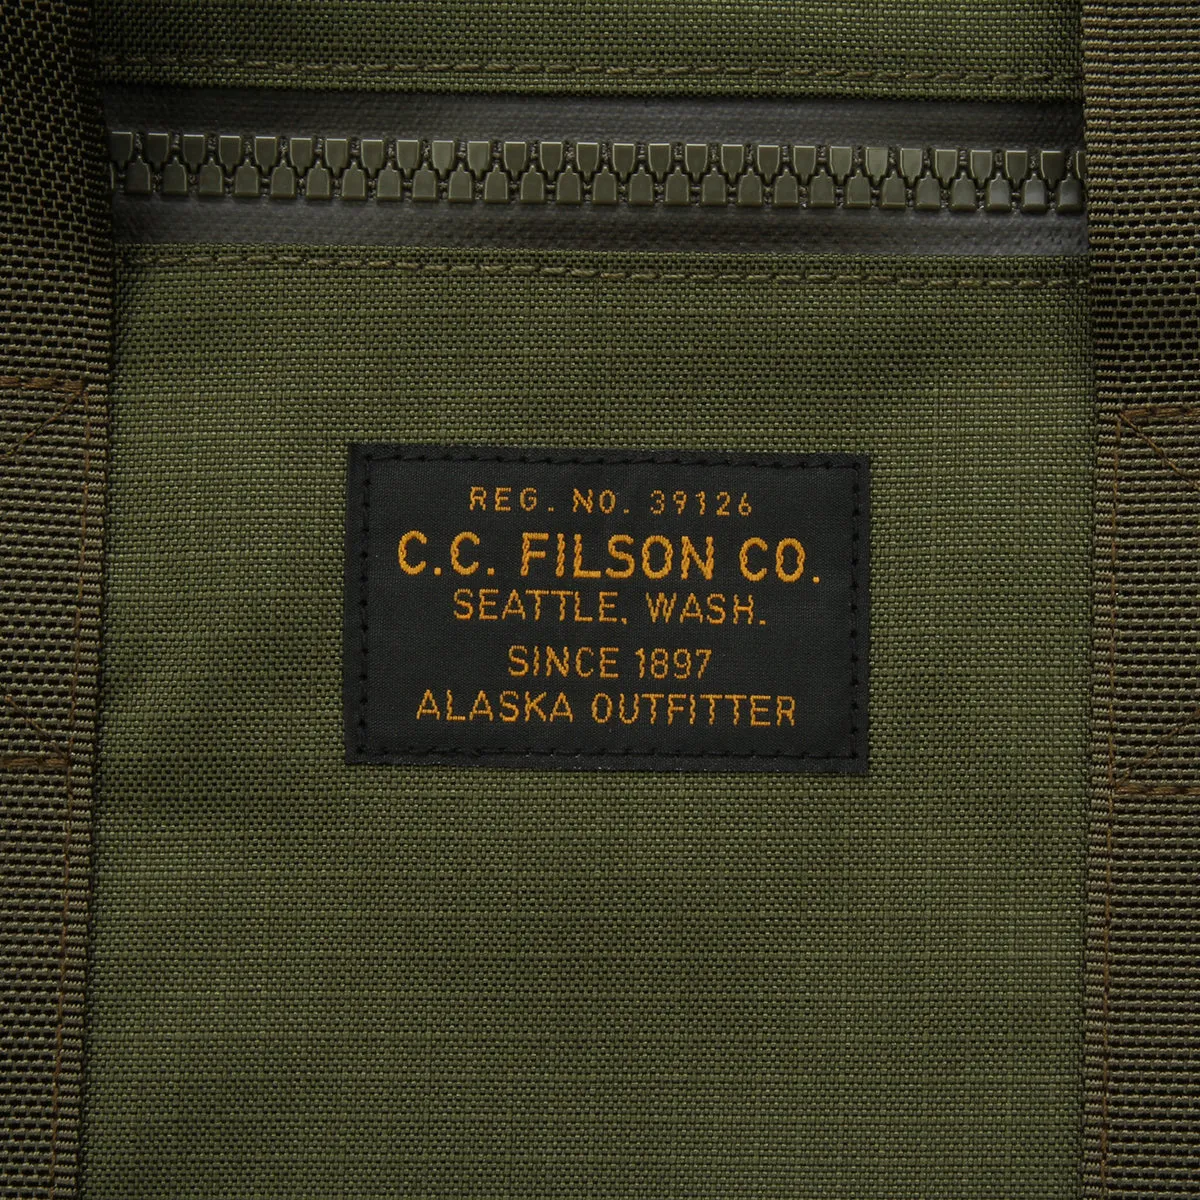 REG. NO. 39126
C.C. FILSON CO.
SEATTLE, WASH.
SINCE 1897
ALASKA OUTFITTER